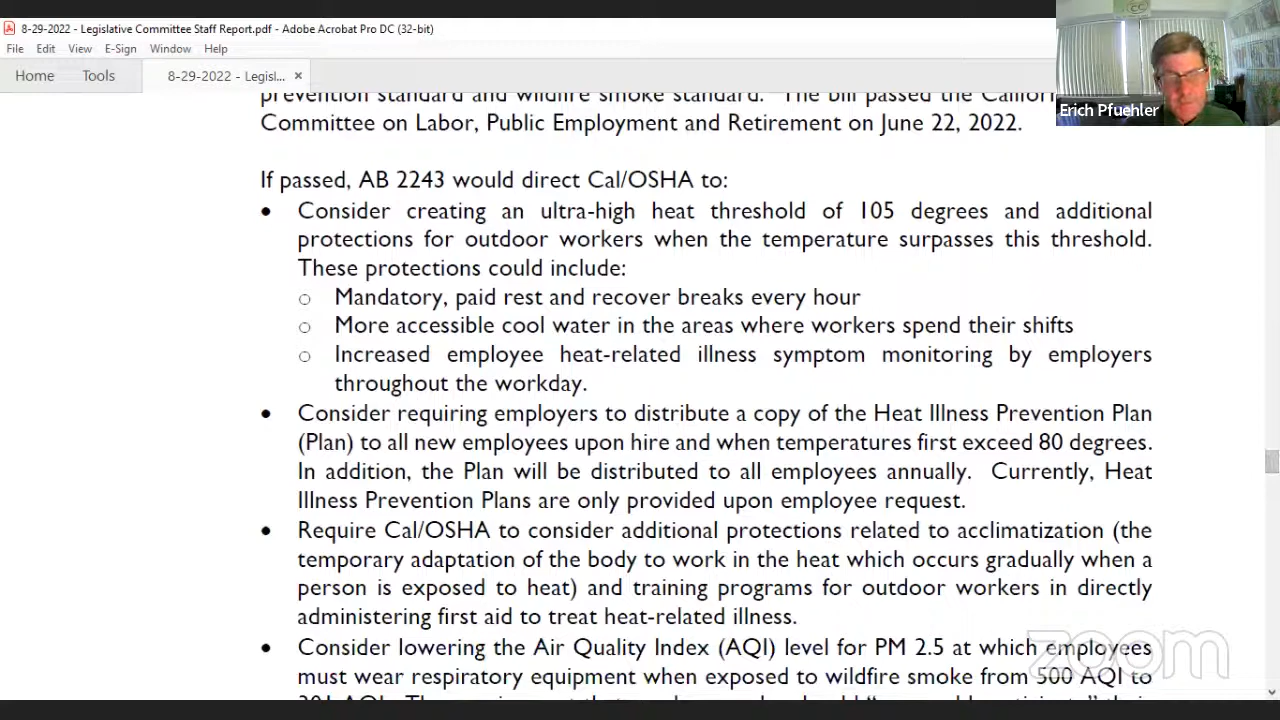 8-29-2022 - Legislative Committee Staff Report.pdf - Adobe Acrobat Pro DC (32-bit)
File Edit View E-Sign Window Help
Home Tools 8-29-2022 - Legisl... ×
Erich Pfuehler
prevention standard and wildfire smoke standard. The bill passed the
Committee on Labor, Public Employment and Retirement on June 22, 2022.
If passed, AB 2243 would direct Cal/OSHA to:
• Consider creating an ultra-high heat threshold of 105 degrees and additional
protections for outdoor workers when the temperature surpasses this threshold.
These protections could include:
○ Mandatory, paid rest and recover breaks every hour
○ More accessible cool water in the areas where workers spend their shifts
○ Increased employee heat-related illness symptom monitoring by employers
throughout the workday.
• Consider requiring employers to distribute a copy of the Heat Illness Prevention Plan
(Plan) to all new employees upon hire and when temperatures first exceed 80 degrees.
In addition, the Plan will be distributed to all employees annually. Currently, Heat
Illness Prevention Plans are only provided upon employee request.
• Require Cal/OSHA to consider additional protections related to acclimatization (the
temporary adaptation of the body to work in the heat which occurs gradually when a
person is exposed to heat) and training programs for outdoor workers in directly
administering first aid to treat heat-related illness.
• Consider lowering the Air Quality Index (AQI) level for PM 2.5 at which employees
must wear respiratory equipment when exposed to wildfire smoke from 500 AQI to
zoom